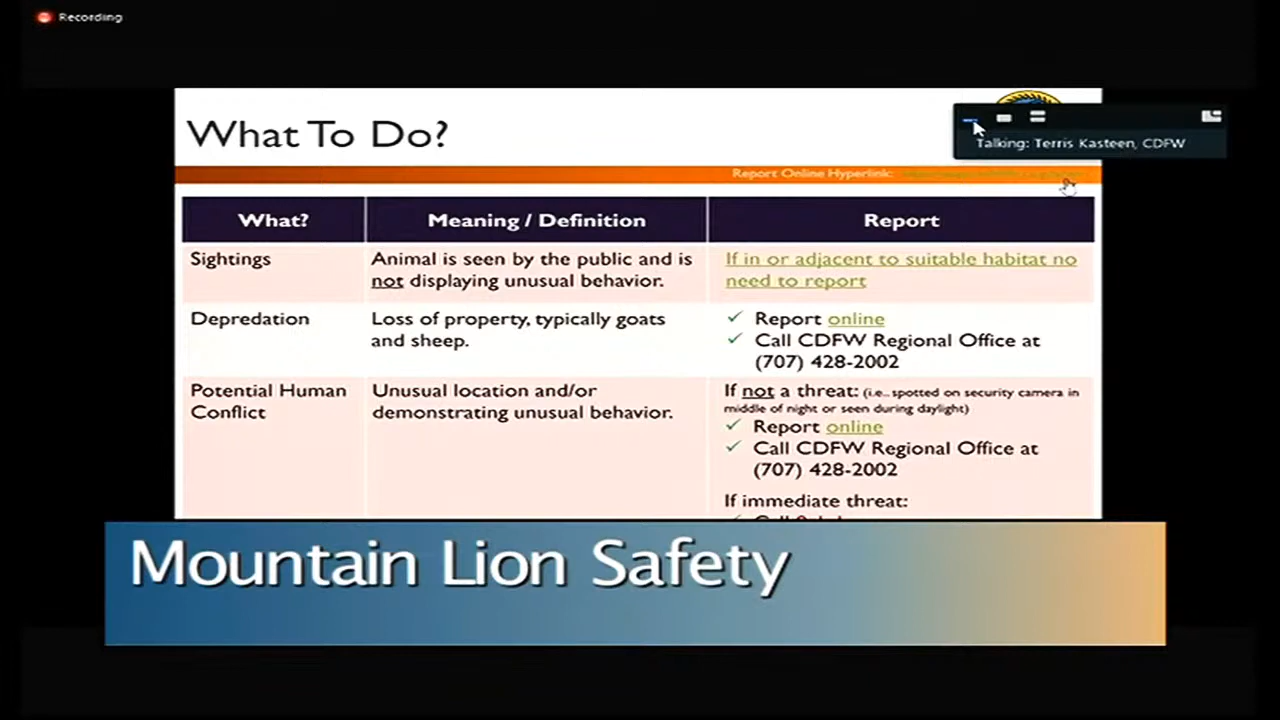 Recording
What To Do?
Talking: Terris Kasteen, CDFW
Report Online Hyperlink:
What?
Meaning / Definition
Report
Sightings
Animal is seen by the public and is
not displaying unusual behavior.
If in or adjacent to suitable habitat no
need to report
Depredation
Loss of property, typically goats
and sheep.
✓ Report online
✓ Call CDFW Regional Office at
(707) 428-2002
Potential Human
Conflict
Unusual location and/or
demonstrating unusual behavior.
If not a threat: (i.e., spotted on security camera in
middle of night or seen during daylight)
✓ Report online
✓ Call CDFW Regional Office at
(707) 428-2002
If immediate threat:
Mountain Lion Safety